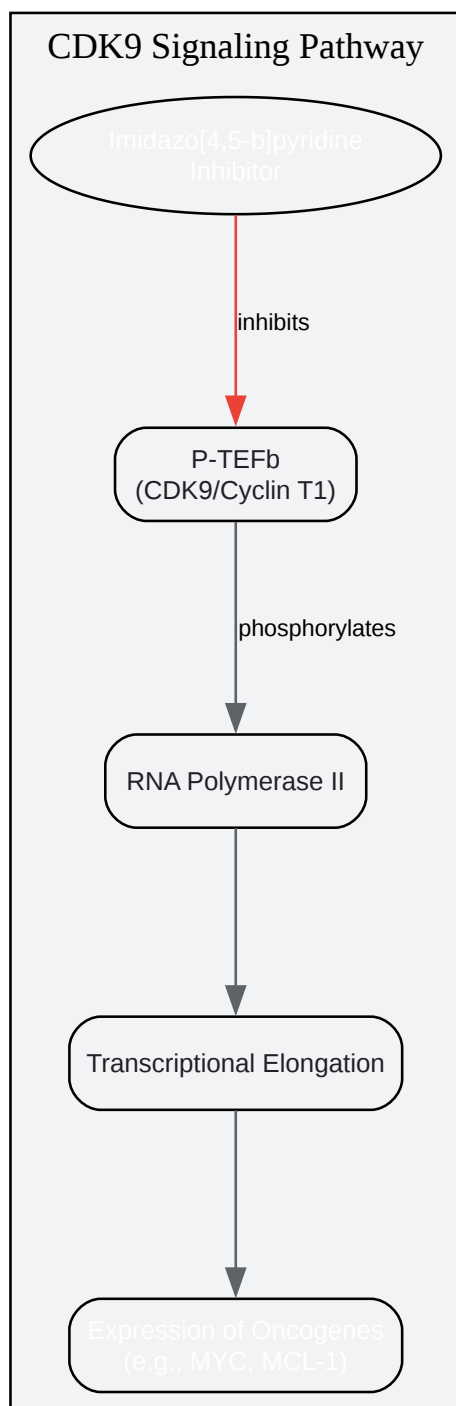 CDK9 Signaling Pathway
Imidazo[4,5-b]pyridine
Inhibitor
inhibits
P-TEFb
(CDK9/Cyclin T1)
phosphorylates
RNA Polymerase II
Transcriptional Elongation
Expression of Oncogenes
(e.g., MYC, MCL-1)